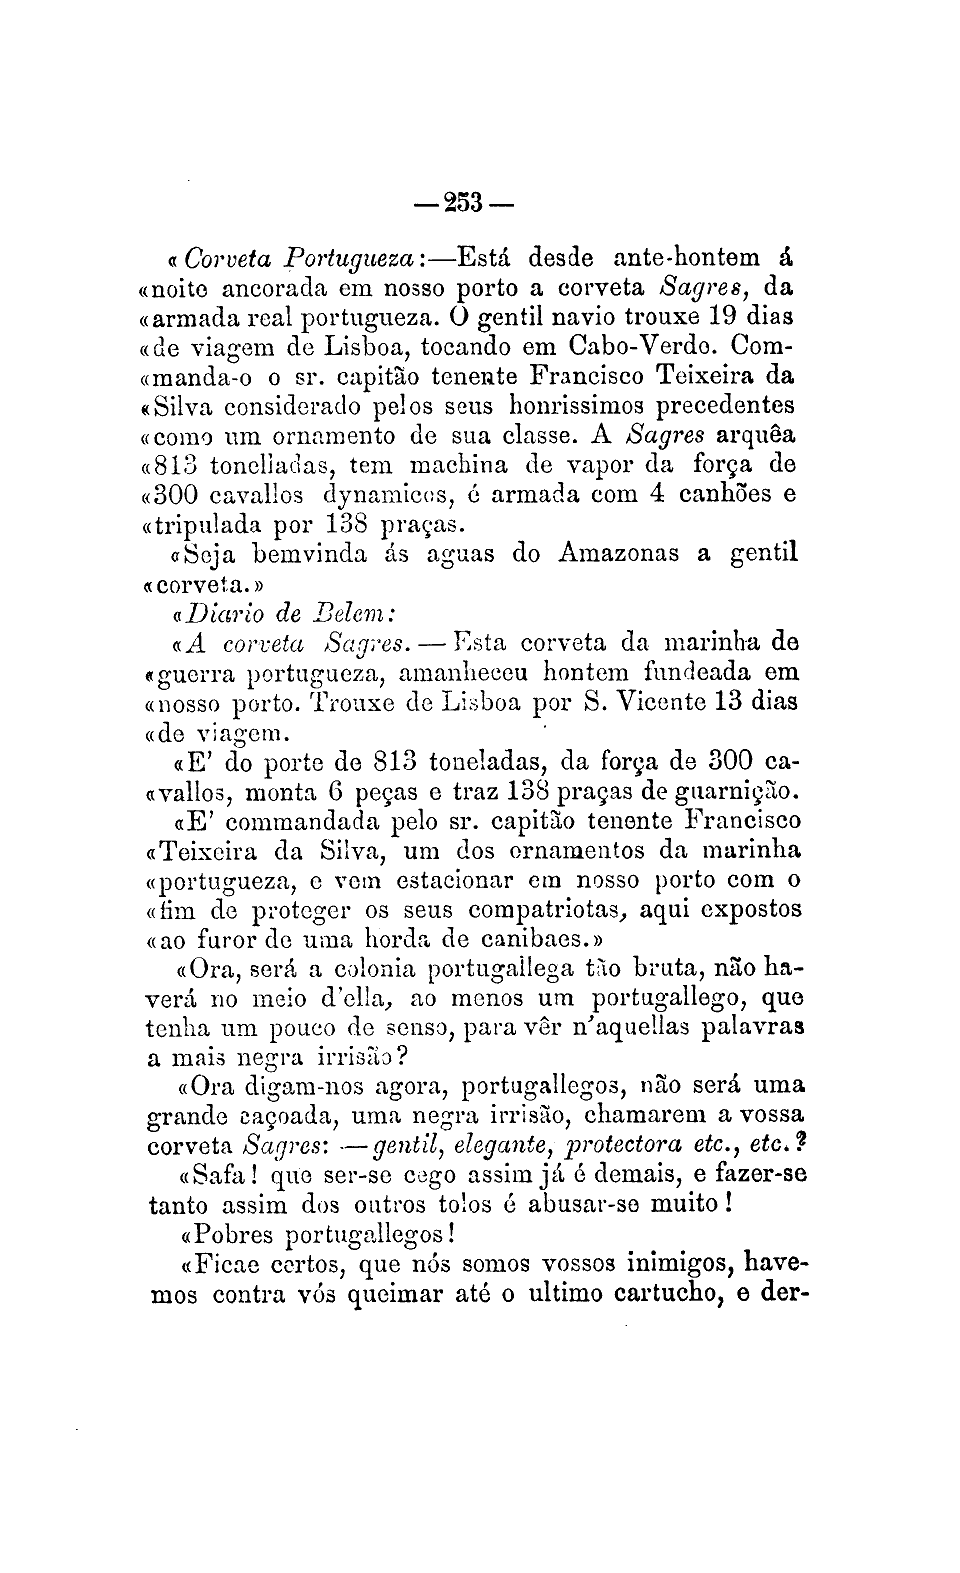 —253—
«Corveta Portugueza:—Está desde ante-hontem á
«noite ancorada em nosso porto a corveta Sagres, da
«armada real portugueza. O gentil navio trouxe 19 dias
«de viagem de Lisboa, tocando em Cabo-Verde. Com-
«manda-o o sr. capitão tenente Francisco Teixeira da
«Silva considerado pelos seus honrissimos precedentes
«como um ornamento de sua classe. A Sagres arquêa
«813 tonelladas, tem machina de vapor da força de
«300 cavallos dynamicos, é armada com 4 canhões e
«tripulada por 138 praças.
«Seja bemvinda ás aguas do Amazonas a gentil
«corveta.»
«Diario de Belem:
«A corveta Sagres.—Esta corveta da marinha de
«guerra portugueza, amanheceu hontem fundeada em
«nosso porto. Trouxe de Lisboa por S. Vicente 13 dias
«de viagem.
«E' do porte de 813 toneladas, da força de 300 ca-
«vallos, monta 6 peças e traz 138 praças de guarnição.
«E' commandada pelo sr. capitão tenente Francisco
«Teixeira da Silva, um dos ornamentos da marinha
«portugueza, e vem estacionar em nosso porto com o
«fim de proteger os seus compatriotas, aqui expostos
«ao furor de uma horda de canibaes.»
«Ora, será a colonia portugallega tão bruta, não ha-
verá no meio d'ella, ao menos um portugallego, que
tenha um pouco de senso, para vêr n'aquellas palavras
a mais negra irrisão?
«Ora digam-nos agora, portugallegos, não será uma
grande caçoada, uma negra irrisão, chamarem a vossa
corveta Sagres: —gentil, elegante, protectora etc., etc.?
«Safa! que ser-se cego assim já é demais, e fazer-se
tanto assim dos outros tolos é abusar-se muito!
«Pobres portugallegos!
«Ficae certos, que nós somos vossos inimigos, have-
mos contra vós queimar até o ultimo cartucho, e der-